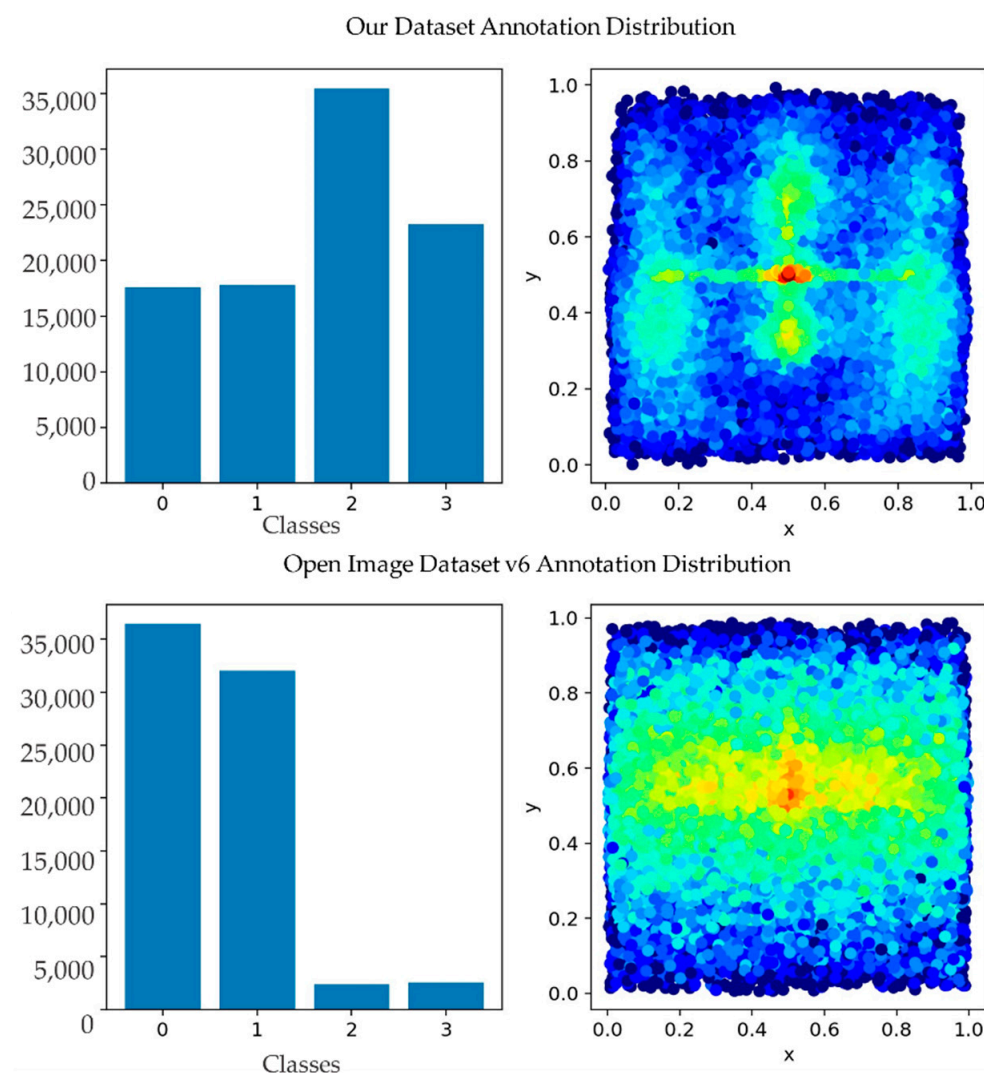 Our Dataset Annotation Distribution
35,000
30,000
25,000
20,000
15,000
10,000
5,000
0
0 1 2 3
Classes
1.0
0.8
0.6
0.4
0.2
0.0
y
0.0 0.2 0.4 0.6 0.8 1.0
x
Open Image Dataset v6 Annotation Distribution
35,000
30,000
25,000
20,000
15,000
10,000
5,000
0
0 1 2 3
Classes
1.0
0.8
0.6
0.4
0.2
0.0
y
0.0 0.2 0.4 0.6 0.8 1.0
x